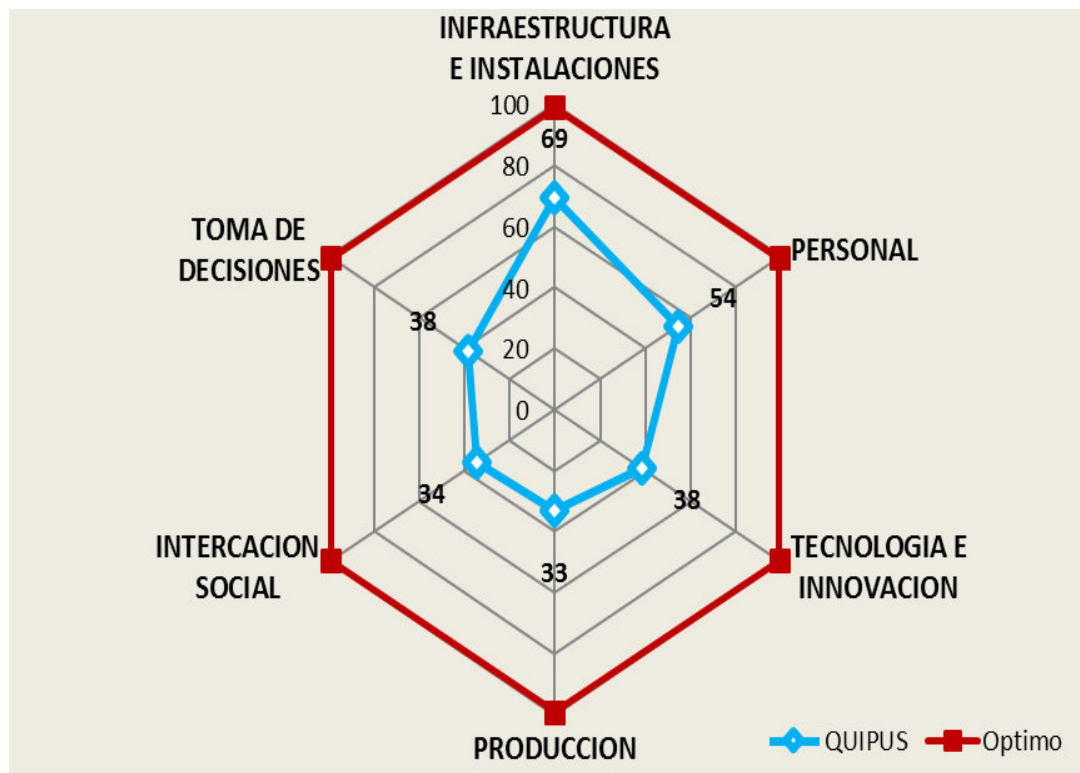 INFRAESTRUCTURA
E INSTALACIONES
100
69
80
60
40
20
0
TOMA DE
DECISIONES
PERSONAL
54
38
38
34
33
INTERCACION
SOCIAL
TECNOLOGIA E
INNOVACION
PRODUCCION
QUIPUS
Optimo